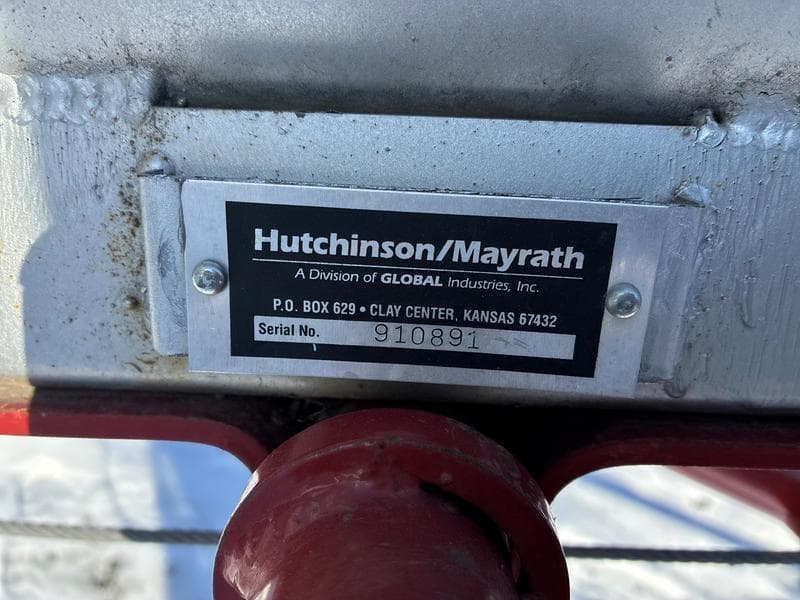 Hutchinson/Mayrath
A Division of GLOBAL Industries, Inc.
P.O. BOX 629 • CLAY CENTER, KANSAS 67432
Serial No. 910891